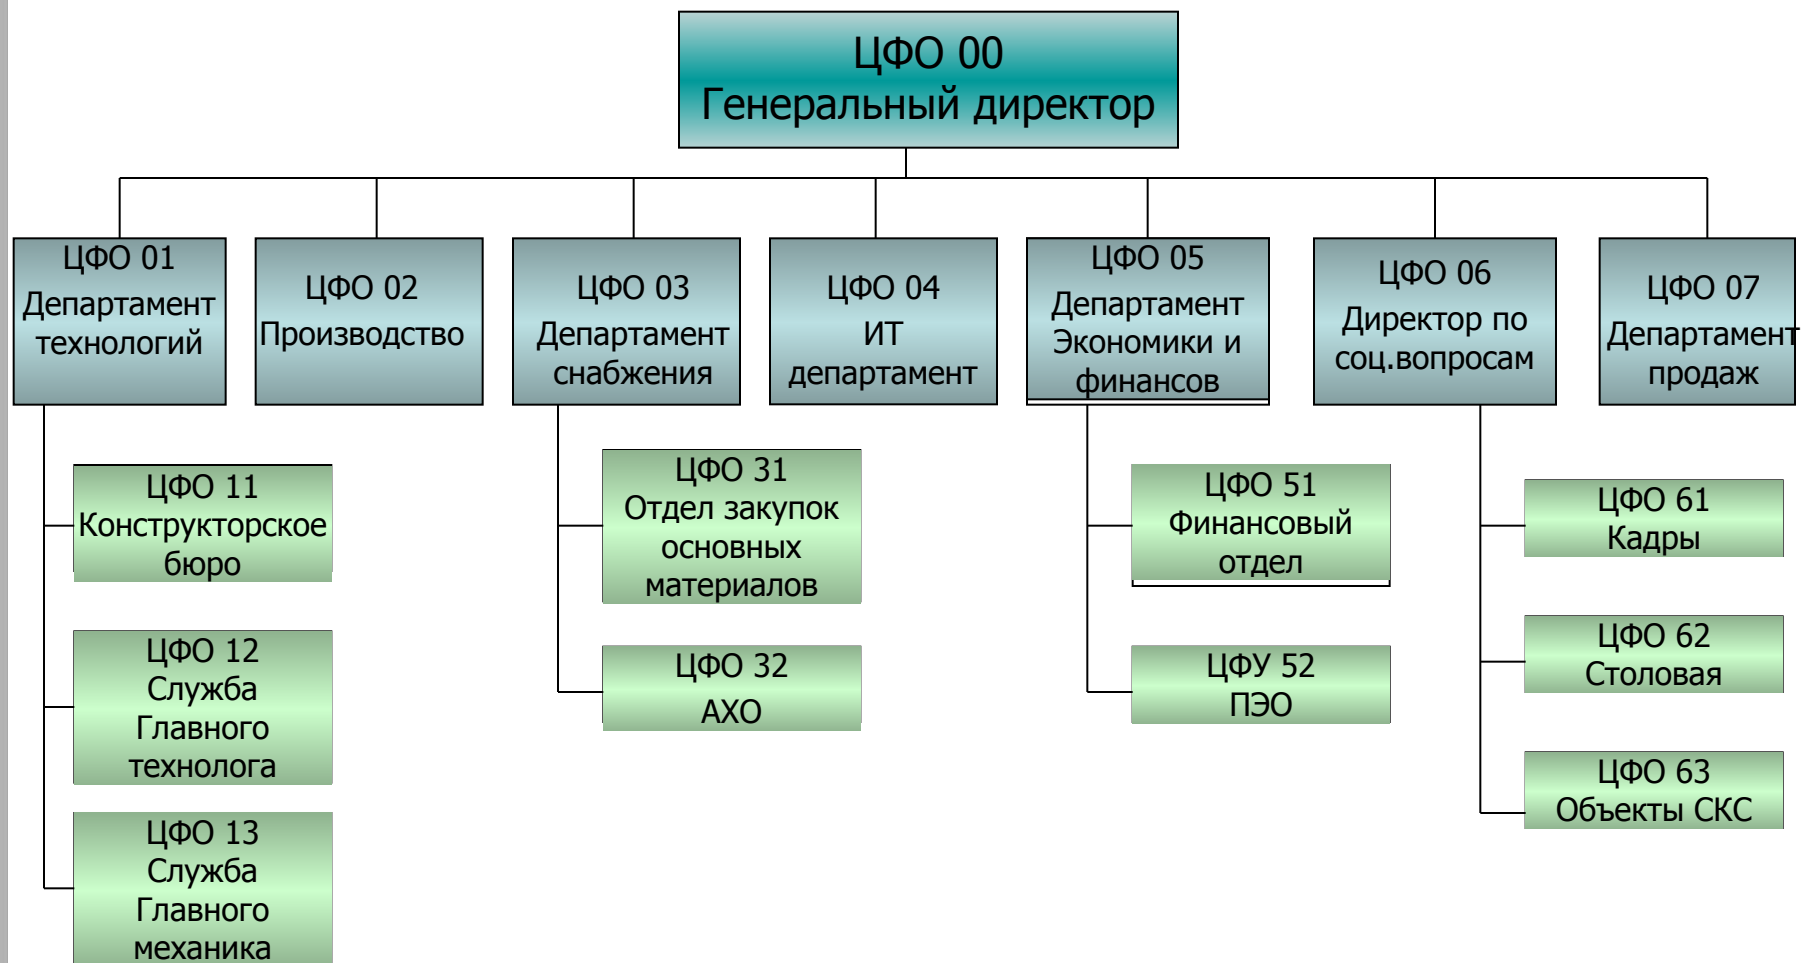 ЦФО 00
Генеральный директор
ЦФО 01
Департамент
технологий
ЦФО 02
Производство
ЦФО 03
Департамент
снабжения
ЦФО 04
ИТ
департамент
ЦФО 05
Департамент
Экономики и
финансов
ЦФО 06
Директор по
соц.вопросам
ЦФО 07
Департамент
продаж
ЦФО 11
Конструкторское
бюро
ЦФО 12
Служба
Главного
технолога
ЦФО 13
Служба
Главного
механика
ЦФО 31
Отдел закупок
основных
материалов
ЦФО 32
АХО
ЦФО 51
Финансовый
отдел
ЦФУ 52
ПЭО
ЦФО 61
Кадры
ЦФО 62
Столовая
ЦФО 63
Объекты СКС